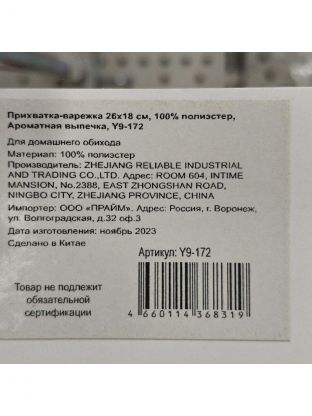 Прихватка-варежка 26x18 см, 100% полиэстер,
Ароматная выпечка, Y9-172
Для домашнего обихода
Материал: 100% полиэстер
Производитель: ZHEJIANG RELIABLE INDUSTRIAL
AND TRADING CO.,LTD. Адрес: ROOM 604, INTIME
MANSION, No.2388, EAST ZHONGSHAN ROAD,
NINGBO CITY, ZHEJIANG PROVINCE, CHINA
Импортер: ООО «ПРАЙМ». Адрес: Россия, г. Воронеж,
ул. Волгоградская, д.32 оф.3
Дата изготовления: ноябрь 2023
Сделано в Китае
Артикул: Y9-172
Товар не подлежит
обязательной
сертификации
4 660114 368319